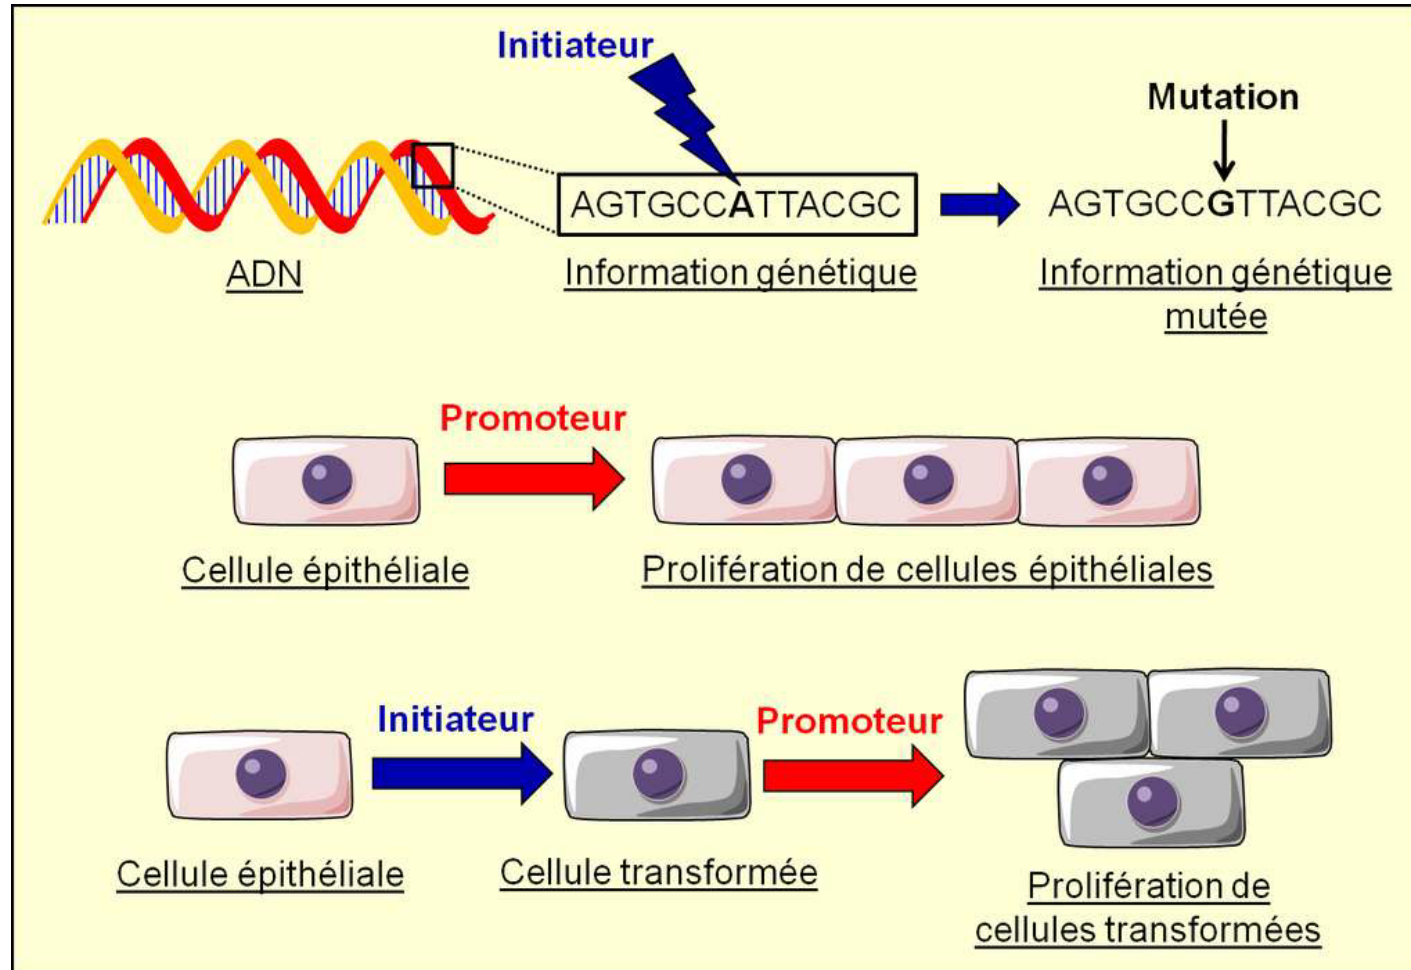 Initiateur
Mutation
AGTGCCATTACGC
AGTGCCGTTACGC
ADN
Information génétique
Information génétique
mutée
Promoteur
Cellule épithéliale
Prolifération de cellules épithéliales
Initiateur
Promoteur
Cellule épithéliale
Cellule transformée
Prolifération de
cellules transformées